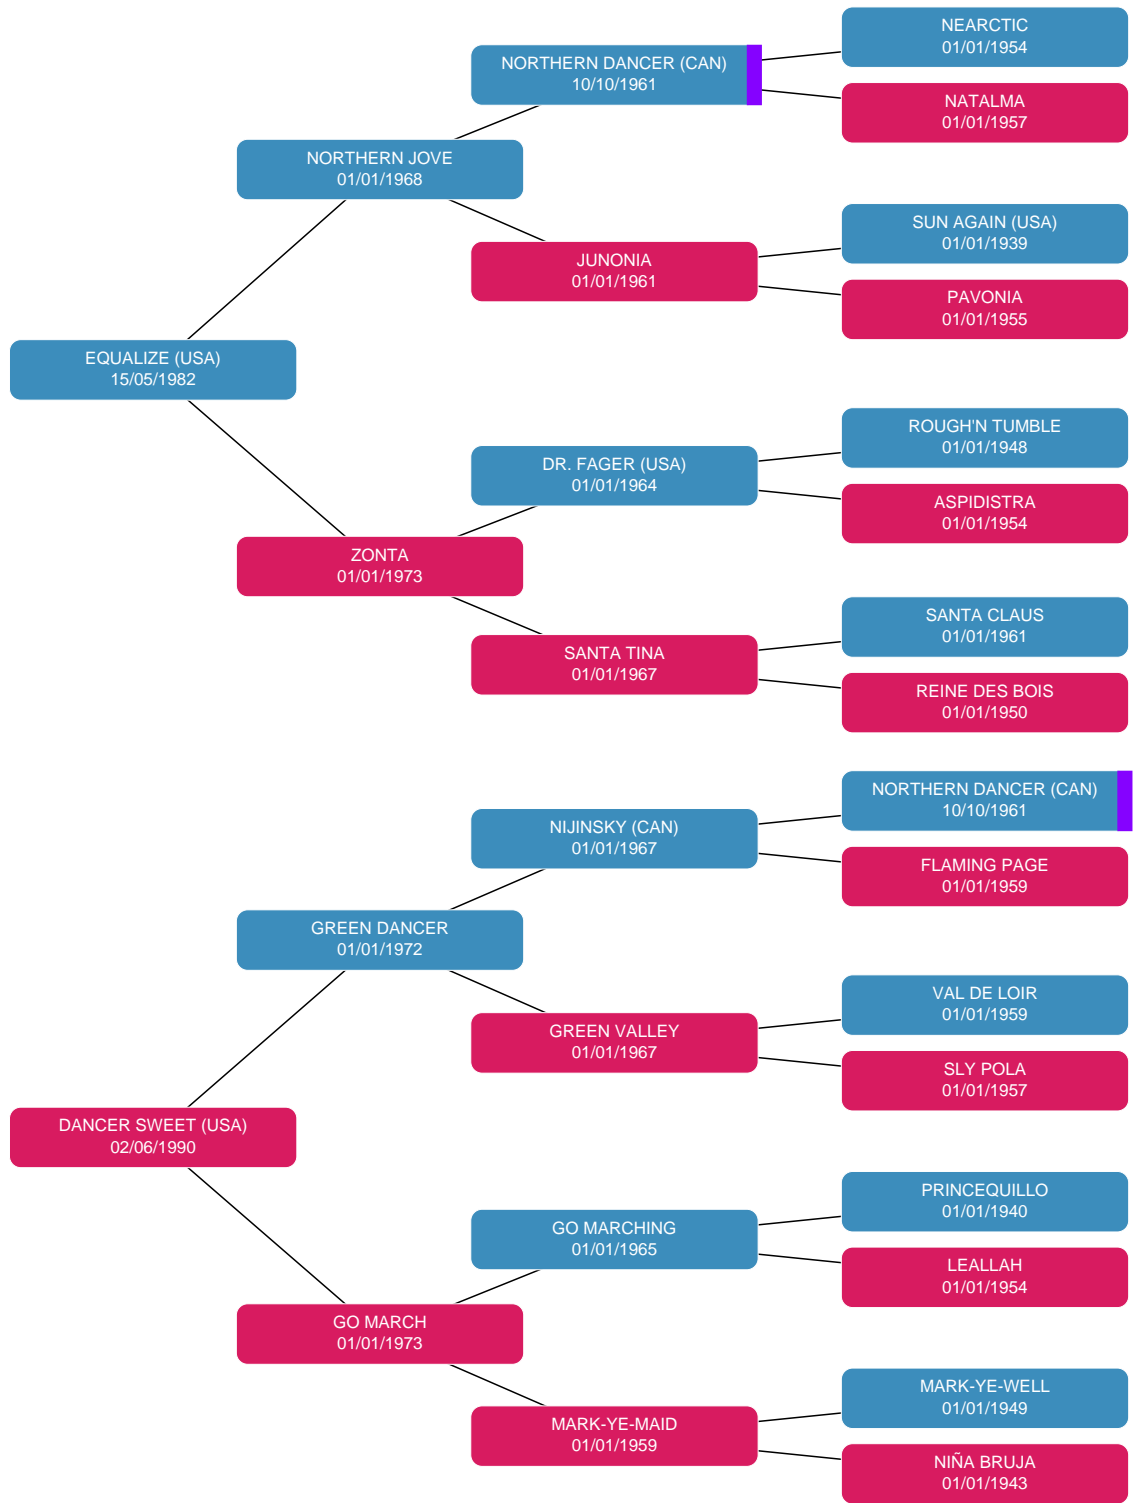 NEARCTIC
01/01/1954
NORTHERN DANCER (CAN)
10/10/1961
NATALMA
01/01/1957
NORTHERN JOVE
01/01/1968
SUN AGAIN (USA)
01/01/1939
JUNONIA
01/01/1961
PAVONIA
01/01/1955
EQUALIZE (USA)
15/05/1982
ROUGH'N TUMBLE
01/01/1948
DR. FAGER (USA)
01/01/1964
ASPIDISTRA
01/01/1954
ZONTA
01/01/1973
SANTA CLAUS
01/01/1961
SANTA TINA
01/01/1967
REINE DES BOIS
01/01/1950
NORTHERN DANCER (CAN)
10/10/1961
NIJINSKY (CAN)
01/01/1967
FLAMING PAGE
01/01/1959
GREEN DANCER
01/01/1972
VAL DE LOIR
01/01/1959
GREEN VALLEY
01/01/1967
SLY POLA
01/01/1957
DANCER SWEET (USA)
02/06/1990
PRINCEQUILLO
01/01/1940
GO MARCHING
01/01/1965
LEALLAH
01/01/1954
GO MARCH
01/01/1973
MARK-YE-WELL
01/01/1949
MARK-YE-MAID
01/01/1959
NIÑA BRUJA
01/01/1943